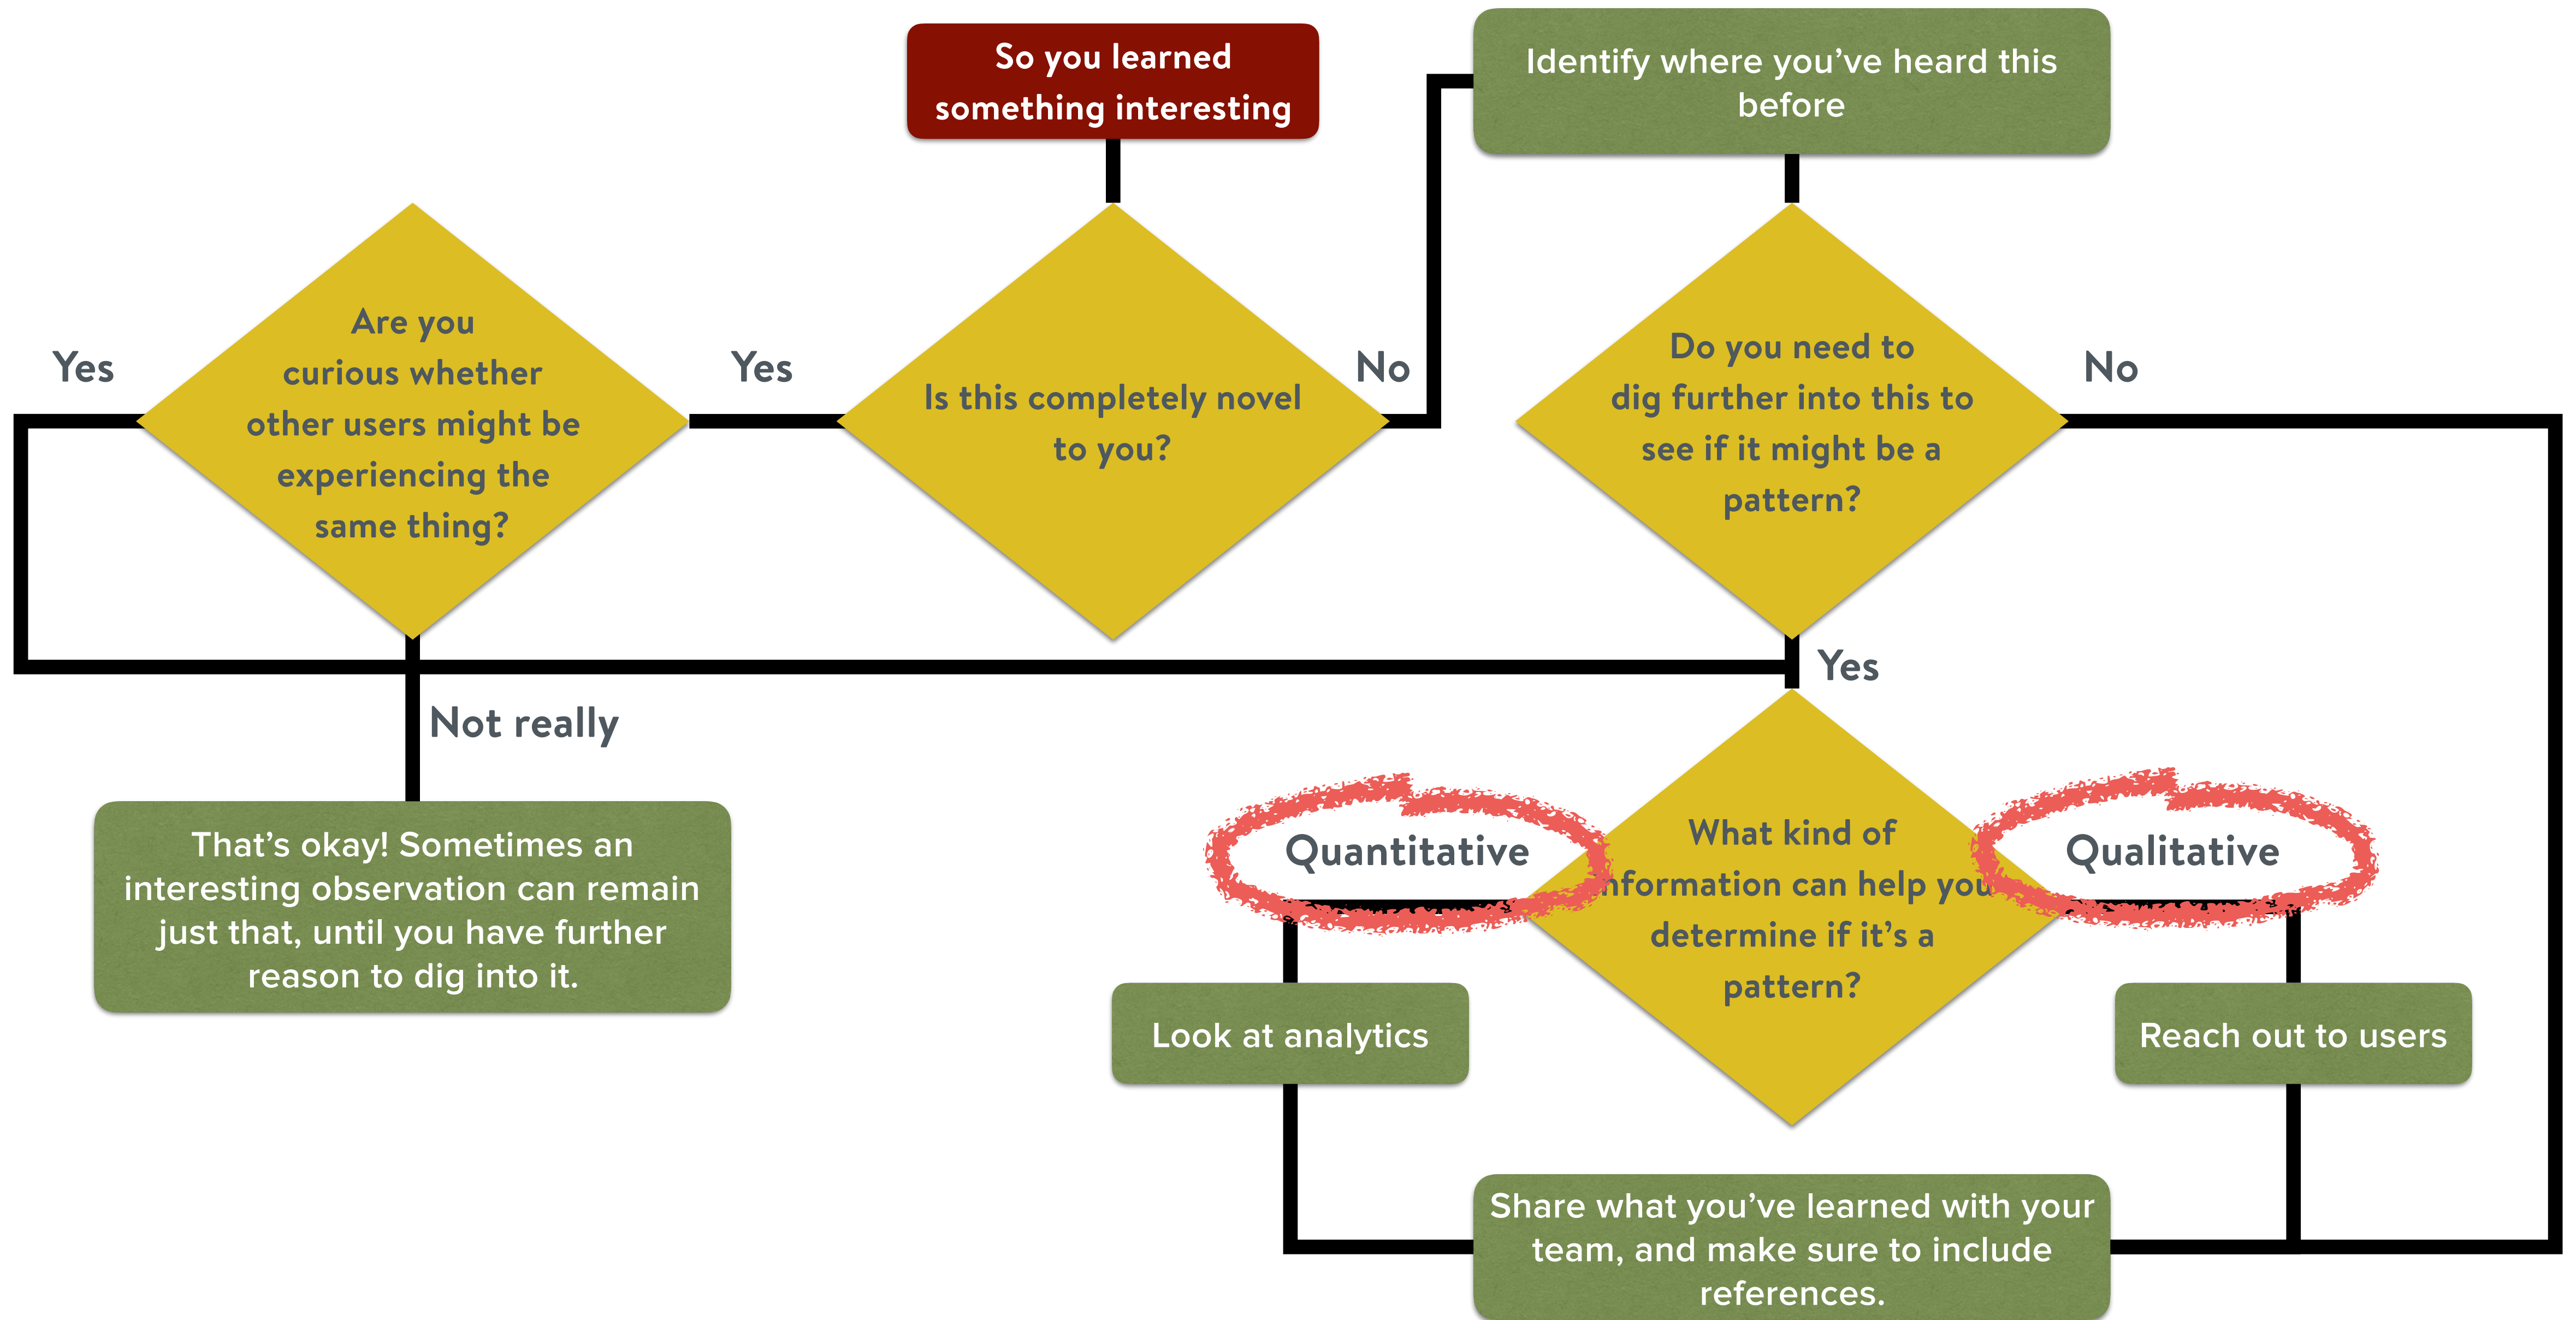 So you learned
something interesting
Identify where you've heard this
before
Are you
curious whether
other users might be
experiencing the
same thing?
Yes
Yes
Is this completely novel
to you?
No
Do you need to
dig further into this to
see if it might be a
pattern?
No
Yes
Not really
That's okay! Sometimes an
interesting observation can remain
just that, until you have further
reason to dig into it.
Quantitative
What kind of
information can help you
determine if it's a
pattern?
Qualitative
Look at analytics
Reach out to users
Share what you've learned with your
team, and make sure to include
references.